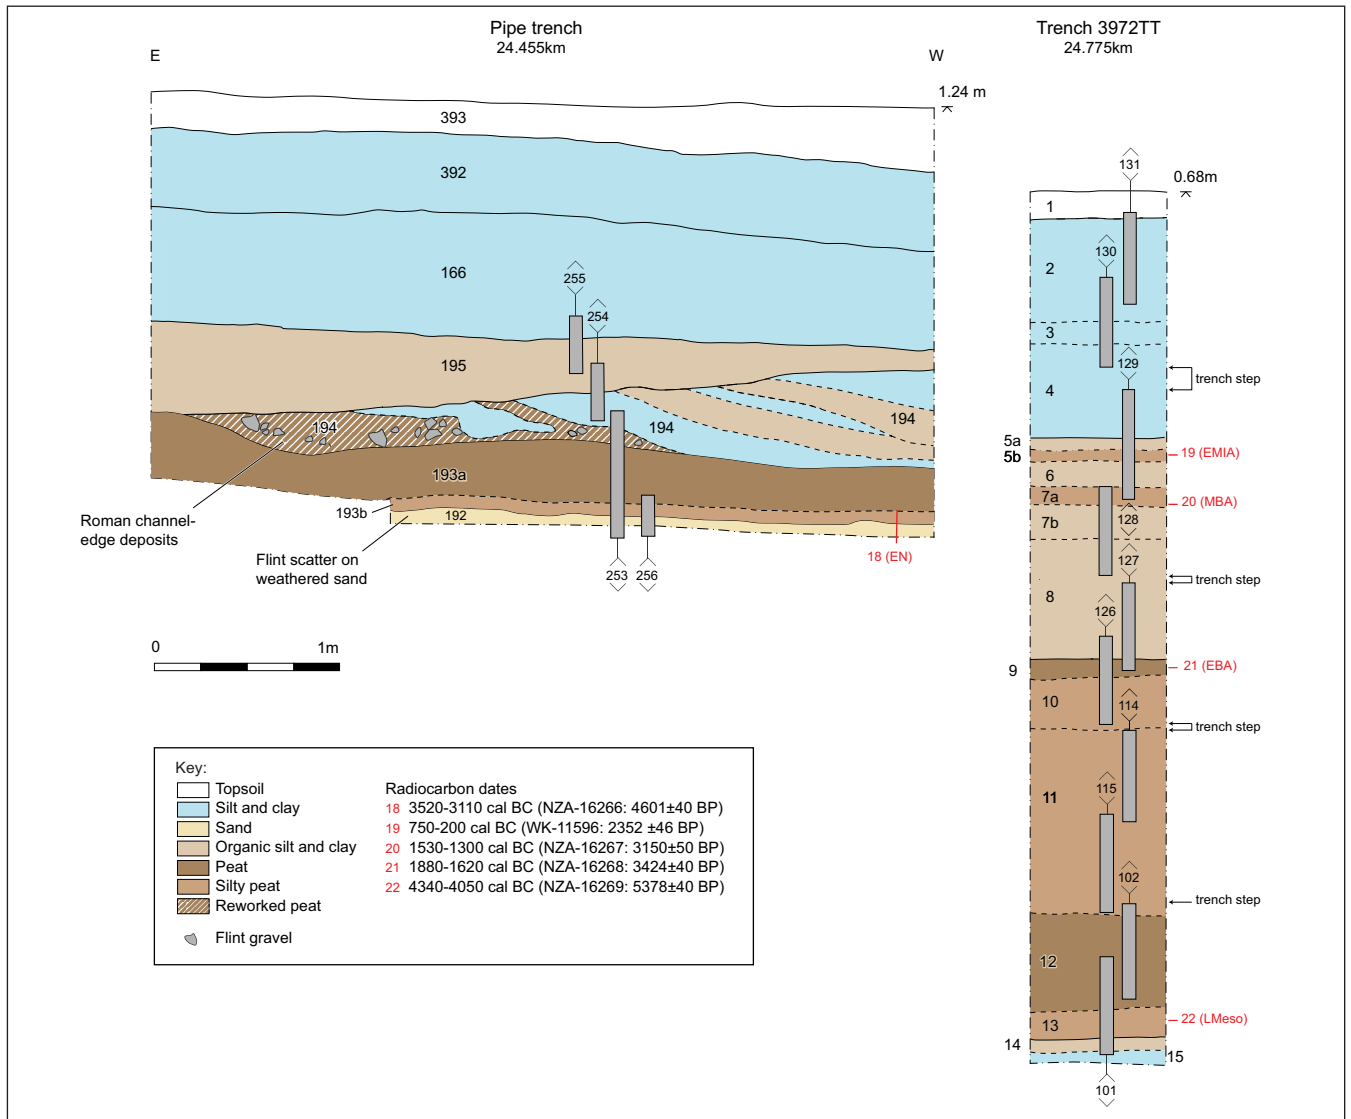 Pipe trench
24.455km
E
W
1.24 m
393
392
166
255
254
195
194
194
194
193a
193b
192
Roman channel-
edge deposits
Flint scatter on
weathered sand
253
256
18 (EN)
0
1m
Trench 3972TT
24.775km
131
0.68m
1
130
2
3
129
trench step
4
5a
5b
19 (EMIA)
6
7a
20 (MBA)
128
7b
127
trench step
8
126
9
21 (EBA)
10
114
trench step
11
115
102
trench step
12
22 (LMeso)
13
14
15
101
Key:
Topsoil
Silt and clay
Sand
Organic silt and clay
Peat
Silty peat
Reworked peat
Flint gravel
Radiocarbon dates
18 3520-3110 cal BC (NZA-16266: 4601±40 BP)
19 750-200 cal BC (WK-11596: 2352 ±46 BP)
20 1530-1300 cal BC (NZA-16267: 3150±50 BP)
21 1880-1620 cal BC (NZA-16268: 3424±40 BP)
22 4340-4050 cal BC (NZA-16269: 5378±40 BP)